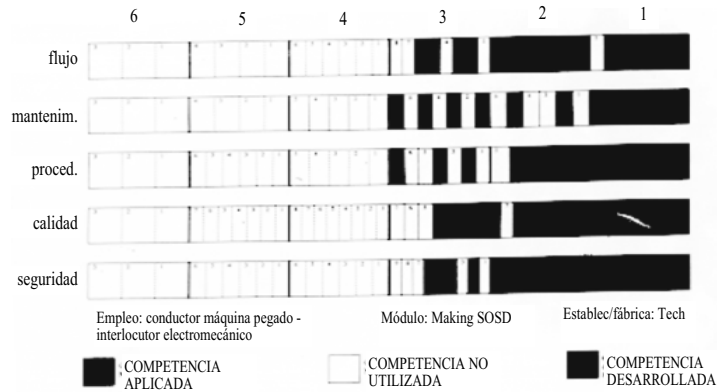 6 5 4 3 2 1
flujo
mantenim.
proced.
calidad
seguridad
Empleo: conductor máquina pegado -
interlocutor electromecánico
Módulo: Making SOSD
Establec/fábrica: Tech
COMPETENCIA
APLICADA
COMPETENCIA NO
UTILIZADA
COMPETENCIA
DESARROLLADA